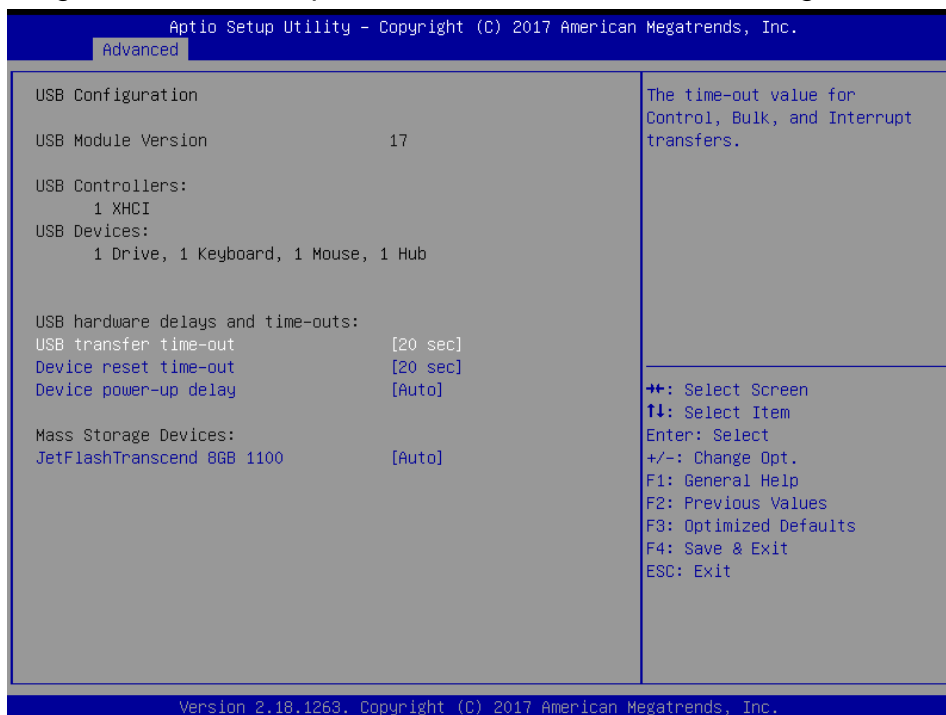 Aptio Setup Utility – Copyright (C) 2017 American Megatrends, Inc.
Advanced
USB Configuration
USB Module Version 17
USB Controllers:
1 XHCI
USB Devices:
1 Drive, 1 Keyboard, 1 Mouse, 1 Hub
USB hardware delays and time-outs:
USB transfer time-out [20 sec]
Device reset time-out [20 sec]
Device power-up delay [Auto]
Mass Storage Devices:
JetFlashTranscend 8GB 1100 [Auto]
The time-out value for
Control, Bulk, and Interrupt
transfers.
→←: Select Screen
↑↓: Select Item
Enter: Select
+/-: Change Opt.
F1: General Help
F2: Previous Values
F3: Optimized Defaults
F4: Save & Exit
ESC: Exit
Version 2.18.1263. Copyright (C) 2017 American Megatrends, Inc.